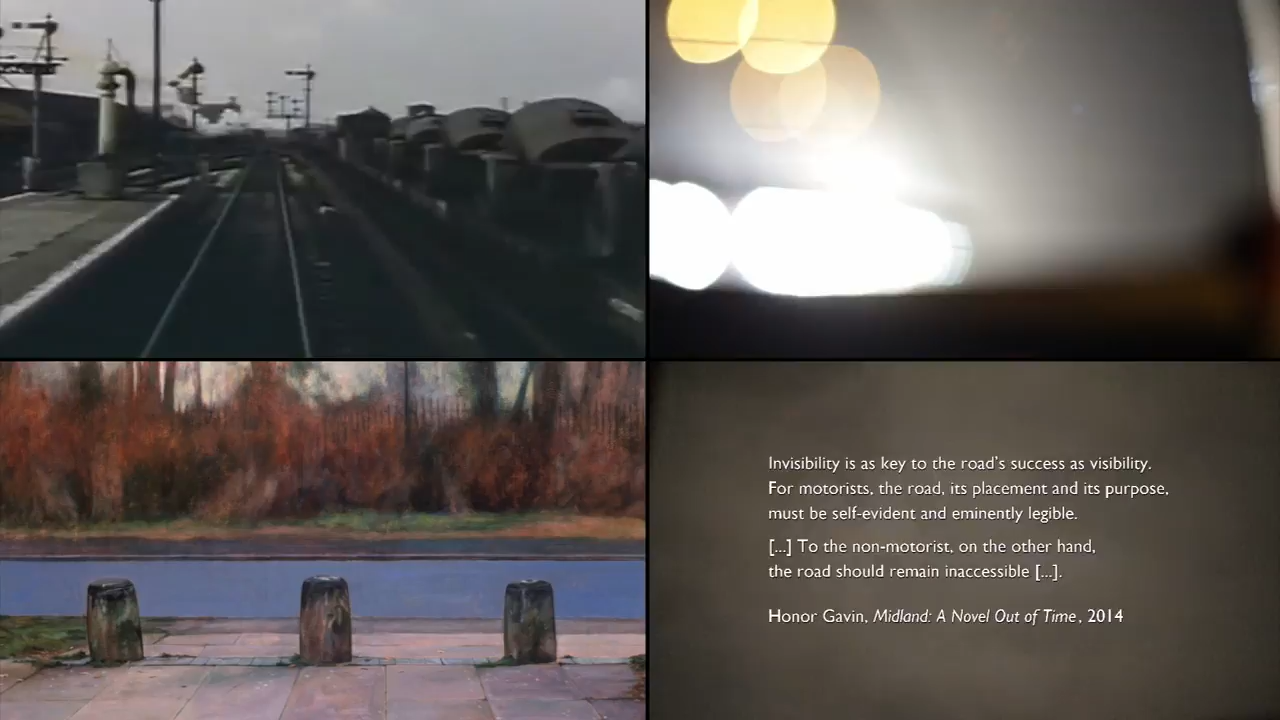 Invisibility is as key to the road's success as visibility.
For motorists, the road, its placement and its purpose,
must be self-evident and eminently legible.
[...] To the non-motorist, on the other hand,
the road should remain inaccessible [...].
Honor Gavin, Midland: A Novel Out of Time, 2014